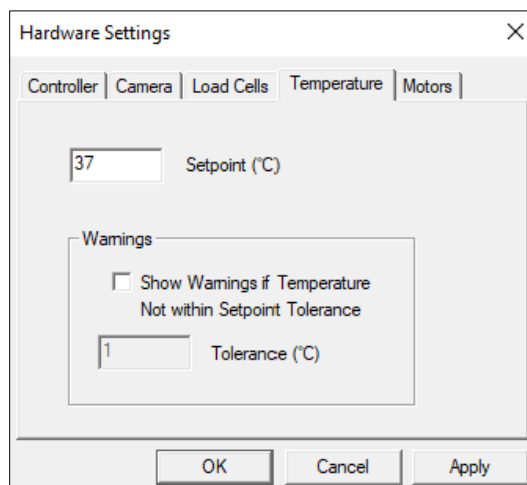 Hardware Settings
Controller Camera Load Cells Temperature Motors
37 Setpoint (°C)
Warnings
Show Warnings if Temperature
Not within Setpoint Tolerance
1 Tolerance (°C)
OK Cancel Apply